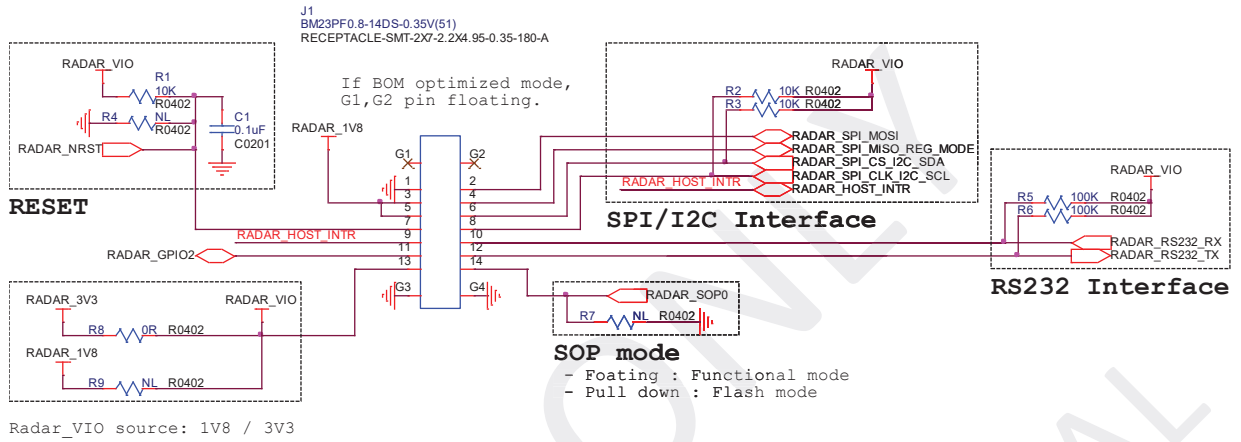 J1
BM23PF0.8-14DS-0.35V(51)
RECEPTACLE-SMT-2X7-2.2X4.95-0.35-180-A
If BOM optimized mode,
G1,G2 pin floating.
RADAR_VIO
R1
10K
R0402
R4 NL
R0402
C1
0.1uF
C0201
RADAR_NRST
RESET
RADAR_1V8
G1 G2
1 2
3 4
5 6
7 8
9 10
11 12
13 14
G3 G4
RADAR_HOST_INTR
RADAR_GPIO2
RADAR_VIO
R2 10K R0402
R3 10K R0402
RADAR_SPI_MOSI
RADAR_SPI_MISO_REG_MODE
RADAR_SPI_CS_I2C_SDA
RADAR_SPI_CLK_I2C_SCL
RADAR_HOST_INTR RADAR_HOST_INTR
SPI/I2C Interface
RADAR_VIO
R5 100K R0402
R6 100K R0402
RADAR_RS232_RX
RADAR_RS232_TX
RS232 Interface
RADAR_3V3 RADAR_VIO
R8 0R R0402
RADAR_1V8
R9 NL R0402
Radar_VIO source: 1V8 / 3V3
RADAR_SOP0
R7 NL R0402
SOP mode
- Foating : Functional mode
- Pull down : Flash mode
ONLY